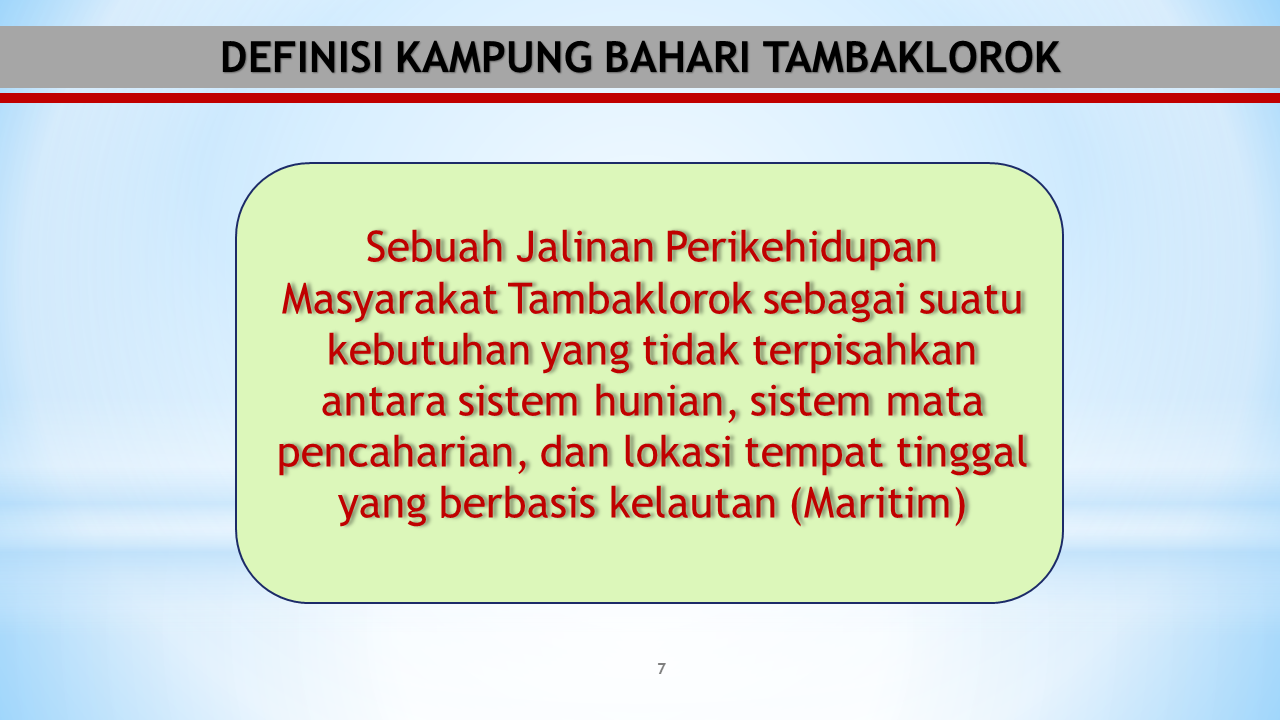 DEFINISI KAMPUNG BAHARI TAMBAKLOROK
Sebuah Jalinan Perikehidupan
Masyarakat Tambaklorok sebagai suatu
kebutuhan yang tidak terpisahkan
antara sistem hunian, sistem mata
pencaharian, dan lokasi tempat tinggal
yang berbasis kelautan (Maritim)
7